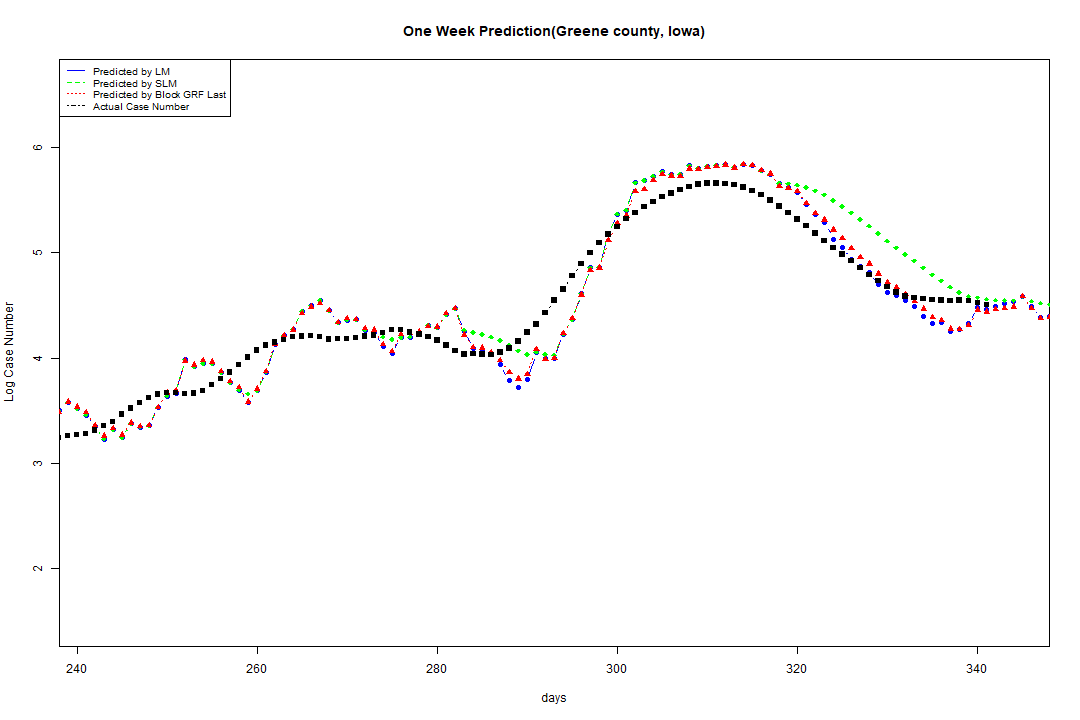 One Week Prediction(Greene county, Iowa)
Predicted by LM
Predicted by SLM
Predicted by Block GRF Last
Actual Case Number
6
5
4
3
2
Log Case Number
240 260 280 300 320 340
days